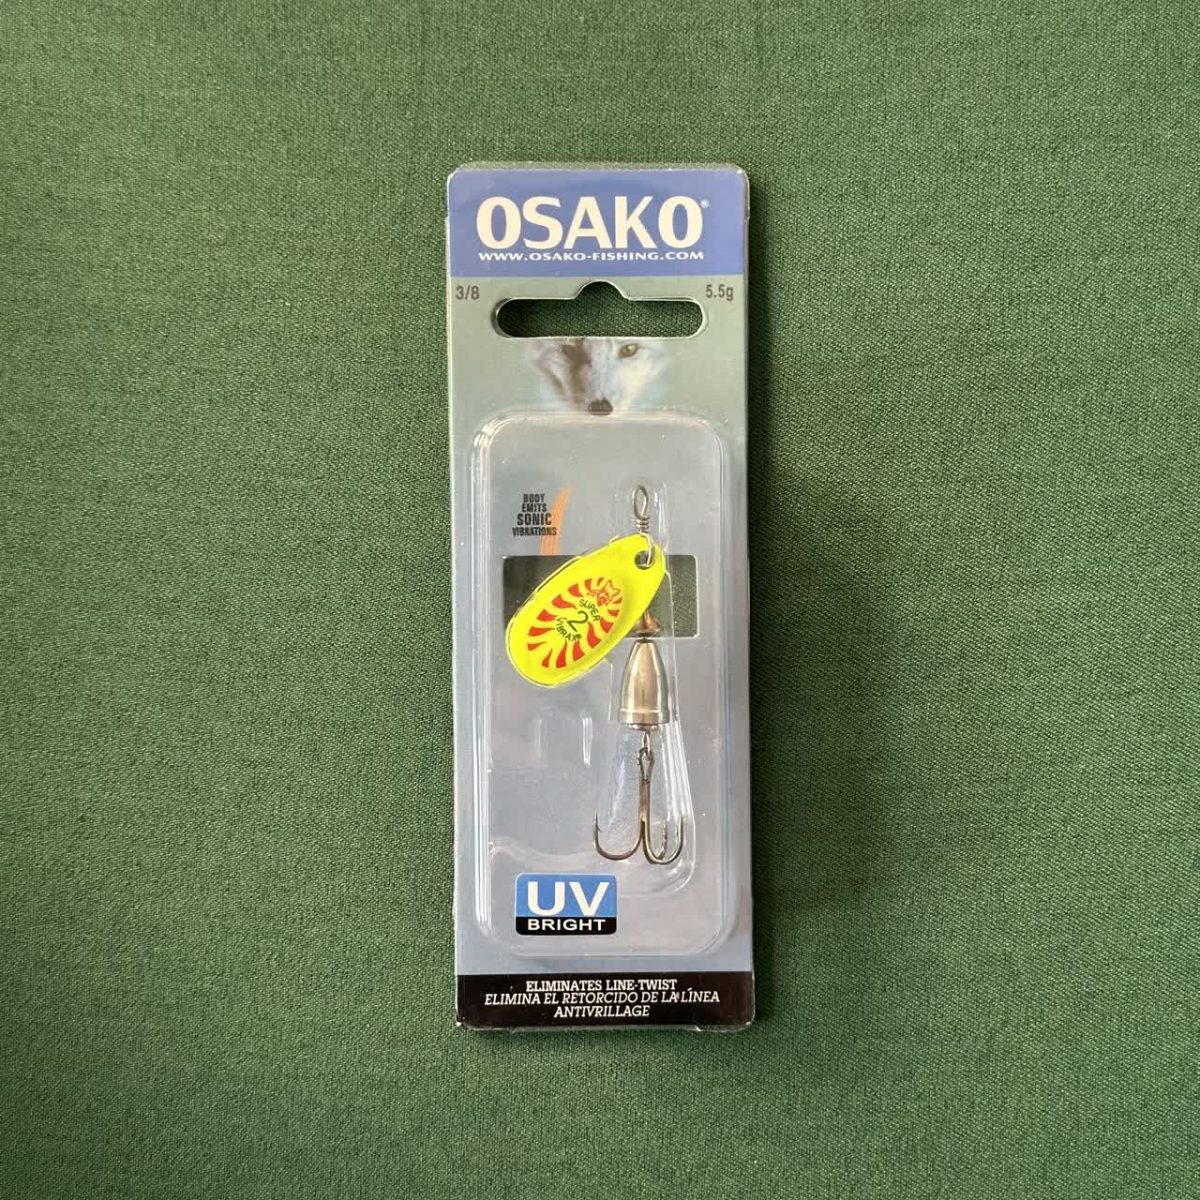 OSAKO®
WWW.OSAKO-FISHING.COM
3/8
5.5g
BODY
EMITS
SONIC
VIBRATIONS
SUPER
2
VIBRAX®
UV
BRIGHT
ELIMINATES LINE-TWIST
ELIMINA EL RETORCIDO DE LA LÍNEA
ANTIVRILLAGE